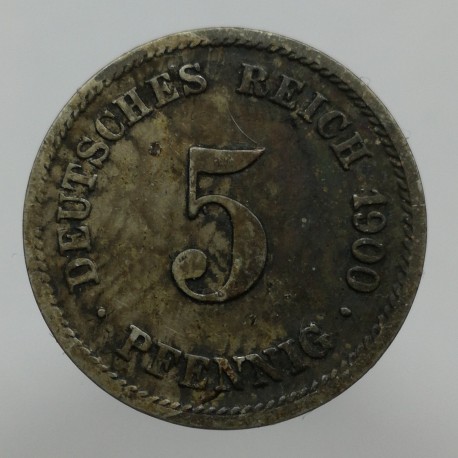 DEUTSCHES REICH 1900
5
· PFENNIG ·